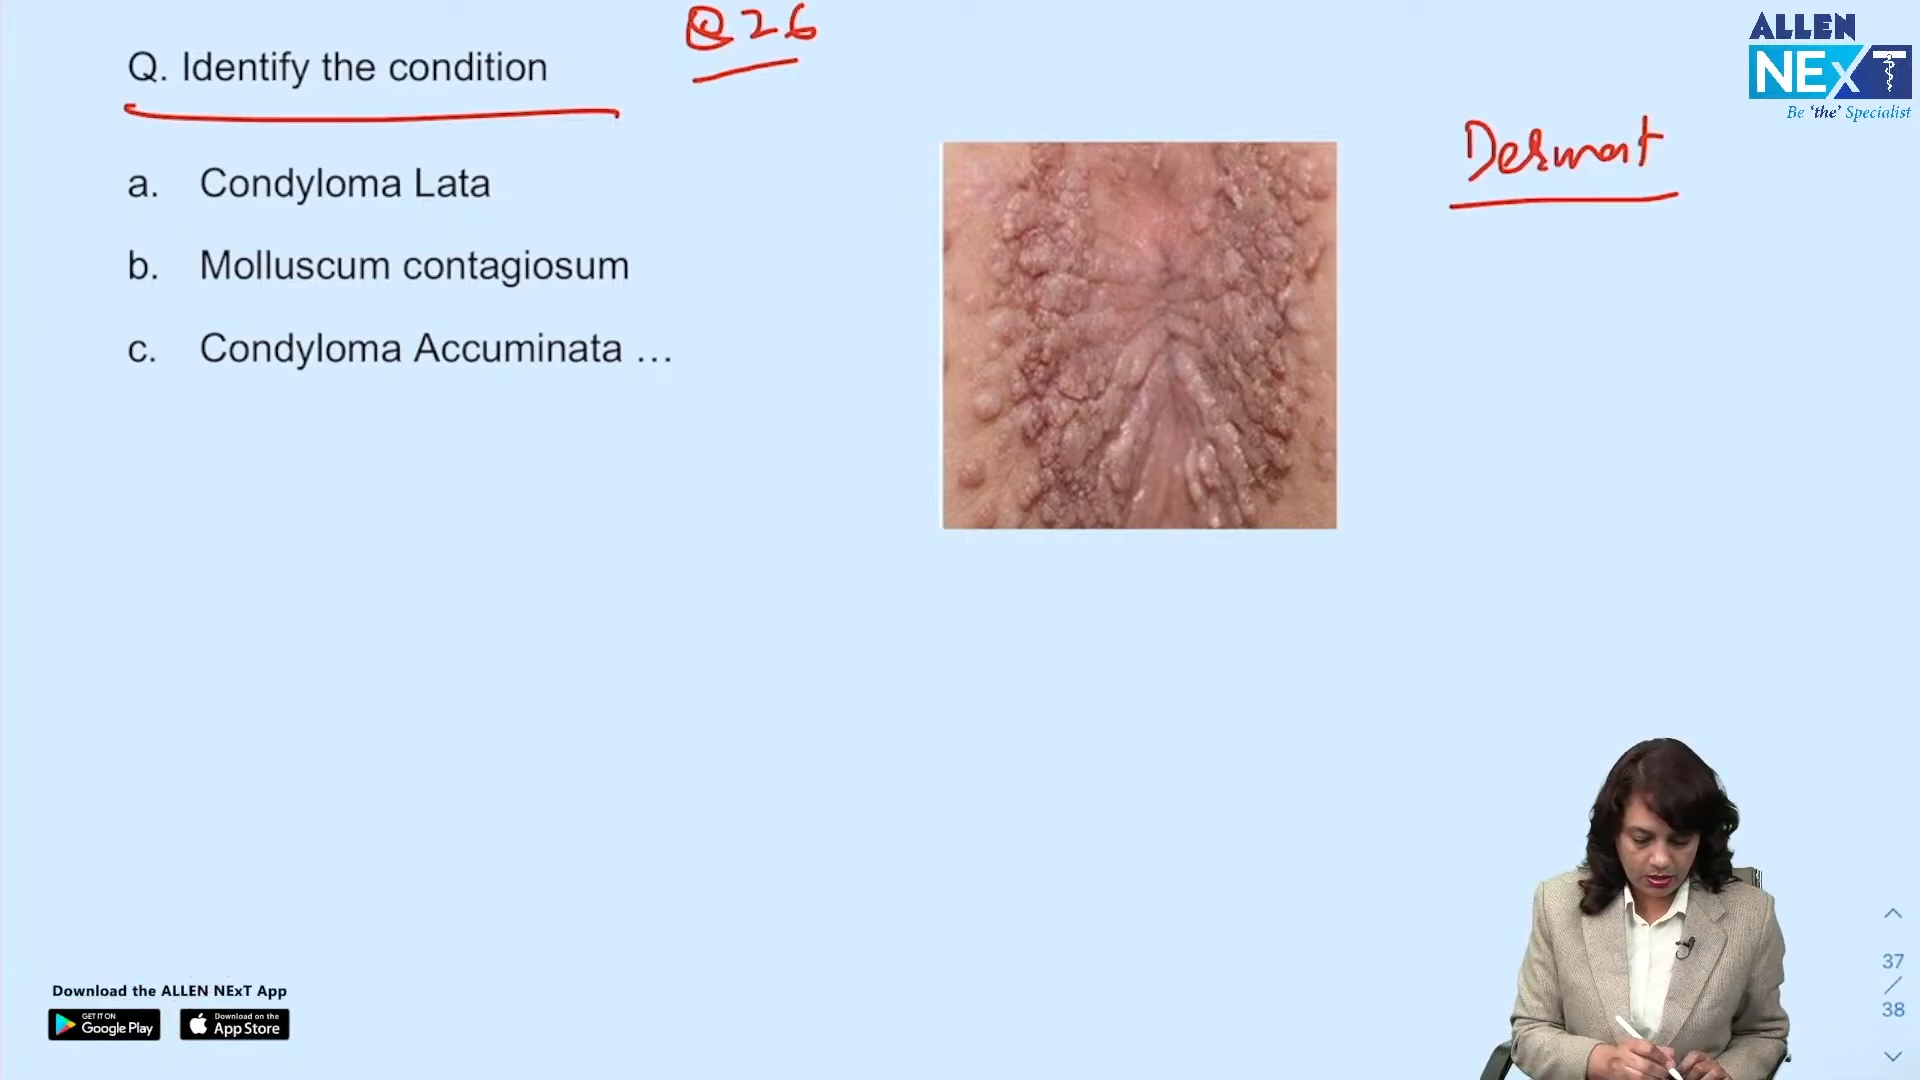 Q26
Q. Identify the condition
Dermat
a. Condyloma Lata
b. Molluscum contagiosum
c. Condyloma Accuminata …
ALLEN
NExT
Be 'the' Specialist
37
/
38
Download the ALLEN NExT App
GET IT ON
Google Play
Download on the
App Store